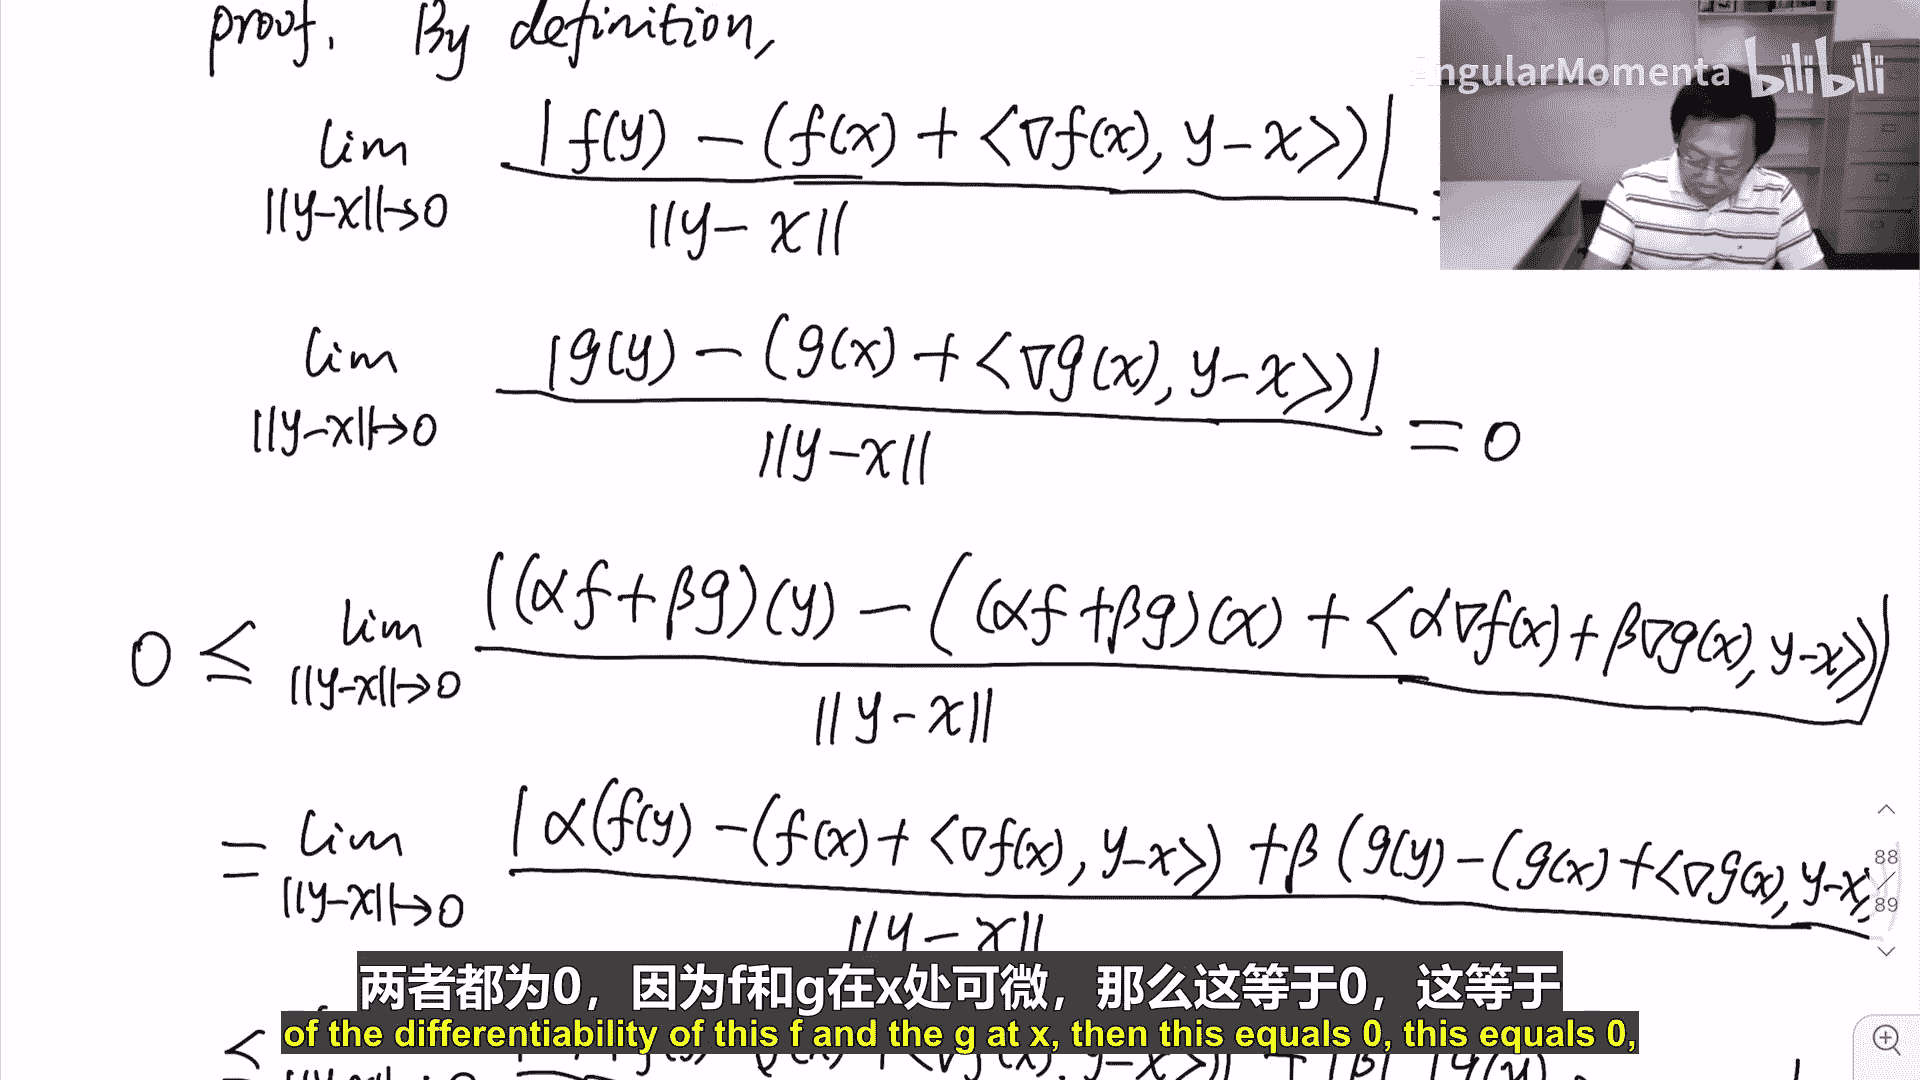 proof. By definition,
AngularMomenta bilibili
lim |f(y) - (f(x) + <∇f(x), y-x>)|
||y-x||→0 ||y-x||
lim |g(y) - (g(x) + <∇g(x), y-x>)| = 0
||y-x||→0 ||y-x||
0 ≤ lim |(αf+βg)(y) - ((αf+βg)(x) + <α∇f(x)+β∇g(x), y-x>)|
||y-x||→0 ||y-x||
= lim |α(f(y) - (f(x)+ <∇f(x), y-x>) + β(g(y) - (g(x)+<∇g(x), y-x
||y-x||→0 ||y-x||
88
89
两者都为0，因为f和g在x处可微，那么这等于0，这等于
of the differentiability of this f and the g at x, then this equals 0, this equals 0,